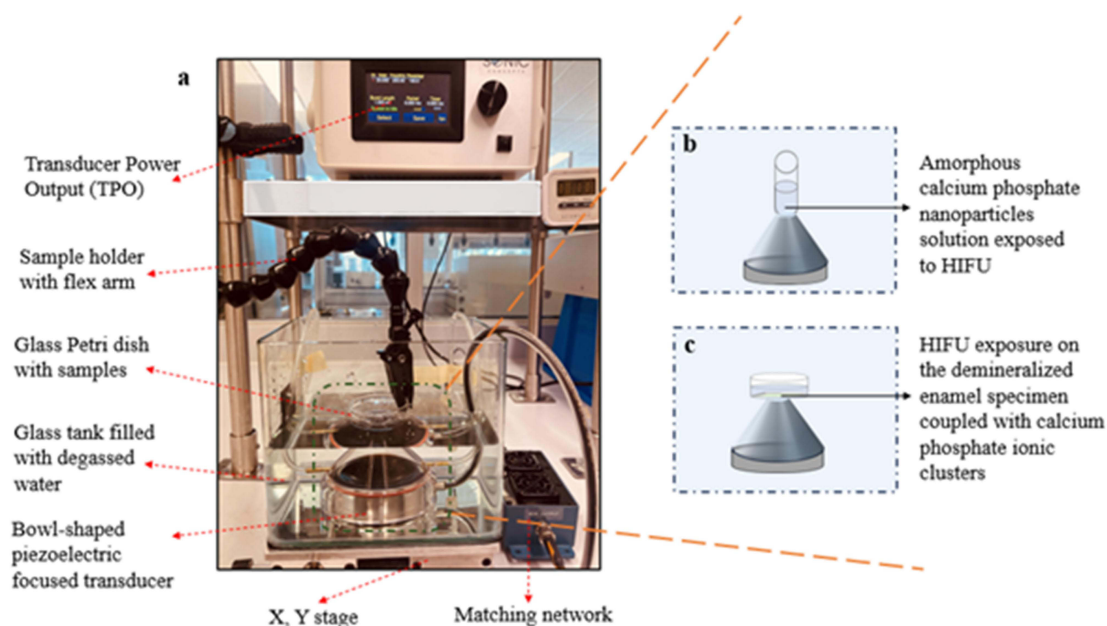 a
SONIC
CONCEPTS
Transducer Power
Output (TPO)
Sample holder
with flex arm
Glass Petri dish
with samples
Glass tank filled
with degassed
water
Bowl-shaped
piezoelectric
focused transducer
X, Y stage
Matching network
b
Amorphous
calcium phosphate
nanoparticles
solution exposed
to HIFU
c
HIFU exposure on
the demineralized
enamel specimen
coupled with calcium
phosphate ionic
clusters